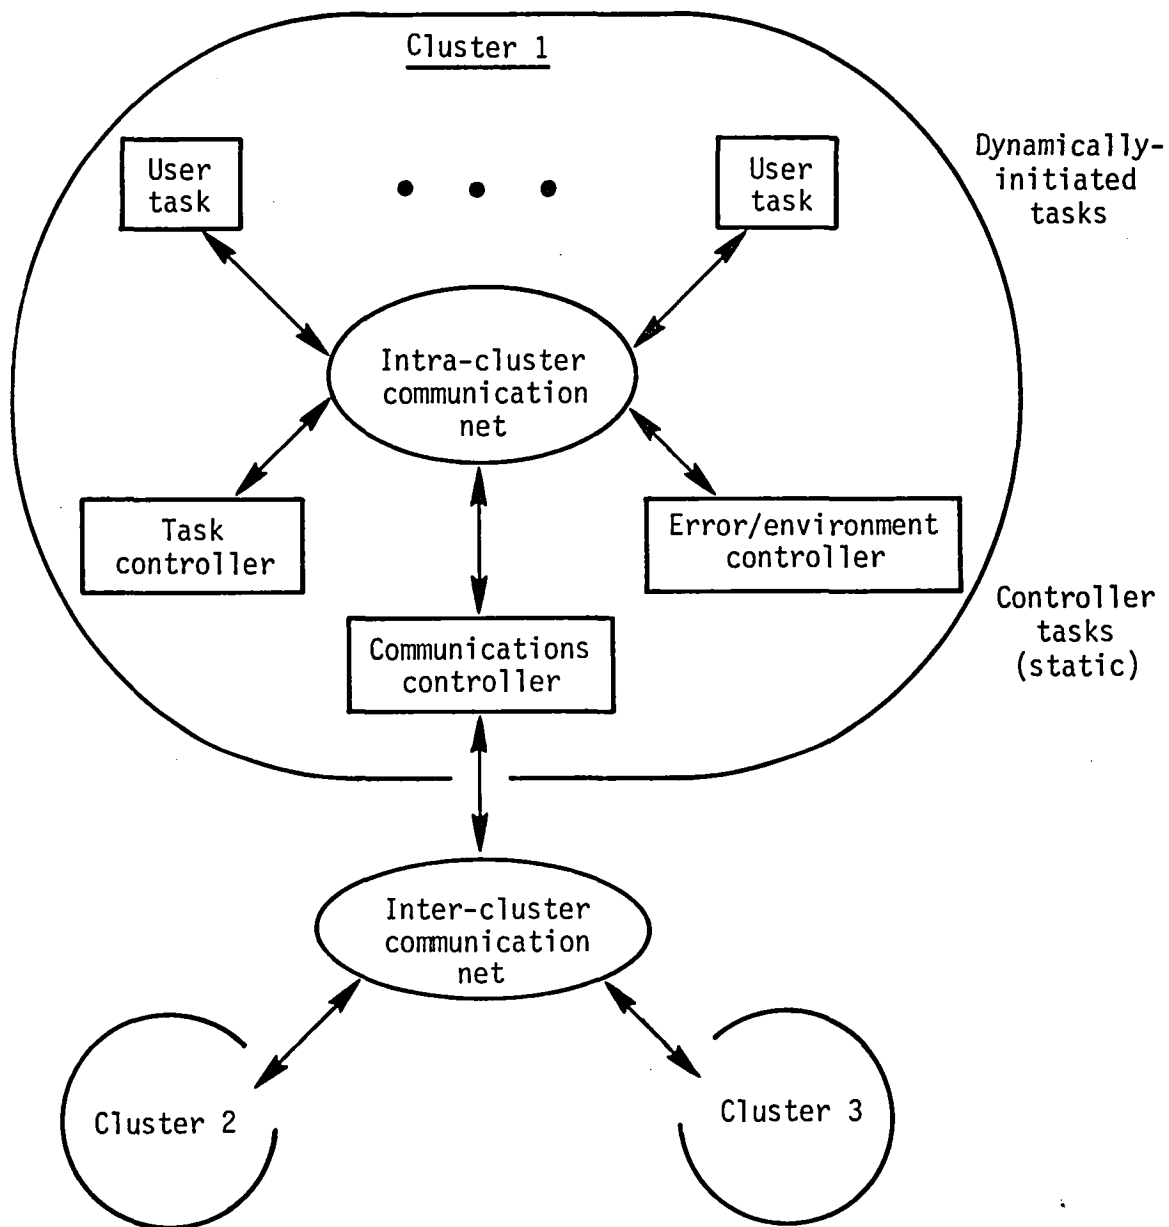 Cluster 1
User
task
User
task
Dynamically-
initiated
tasks
Intra-cluster
communication
net
Task
controller
Error/environment
controller
Controller
tasks
(static)
Communications
controller
Inter-cluster
communication
net
Cluster 2
Cluster 3